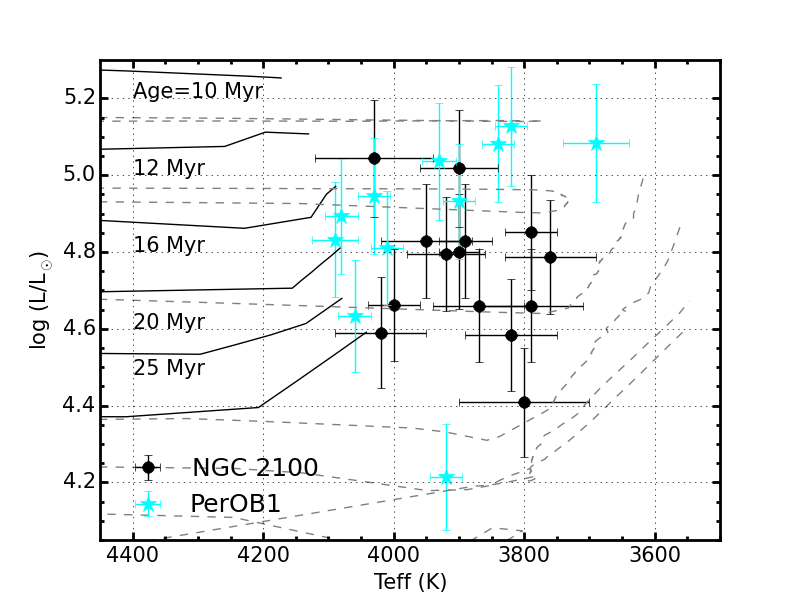 5.2
5.0
4.8
4.6
4.4
4.2
log (L/L☉)
Age=10 Myr
12 Myr
16 Myr
20 Myr
25 Myr
NGC 2100
PerOB1
4400 4200 4000 3800 3600
Teff (K)